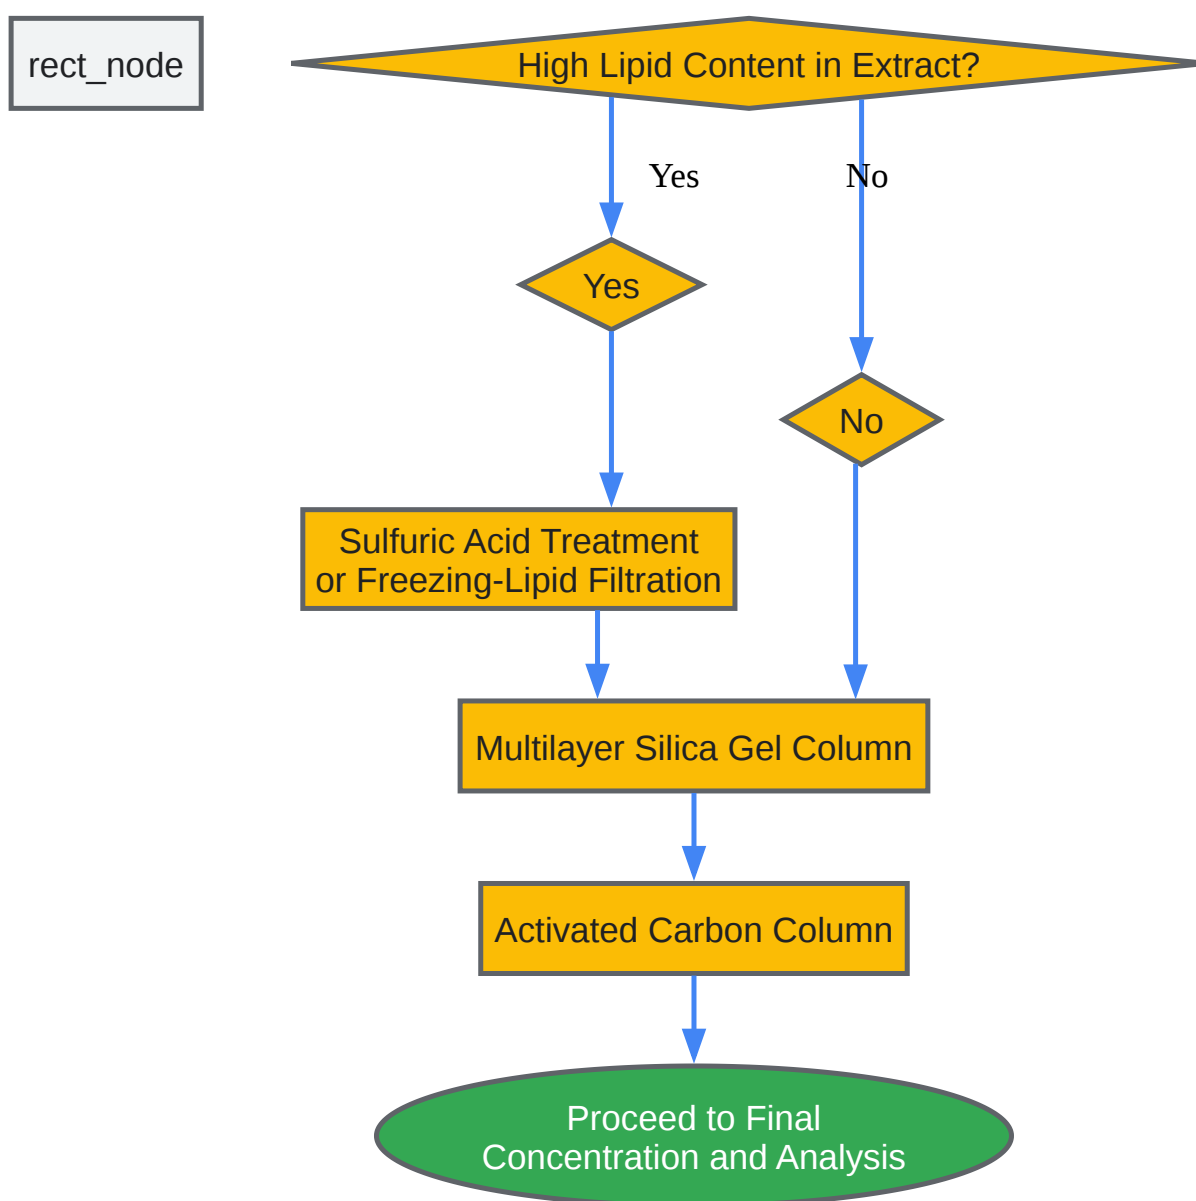 rect_node
High Lipid Content in Extract?
Yes
No
Yes
No
Sulfuric Acid Treatment
or Freezing-Lipid Filtration
Multilayer Silica Gel Column
Activated Carbon Column
Proceed to Final
Concentration and Analysis